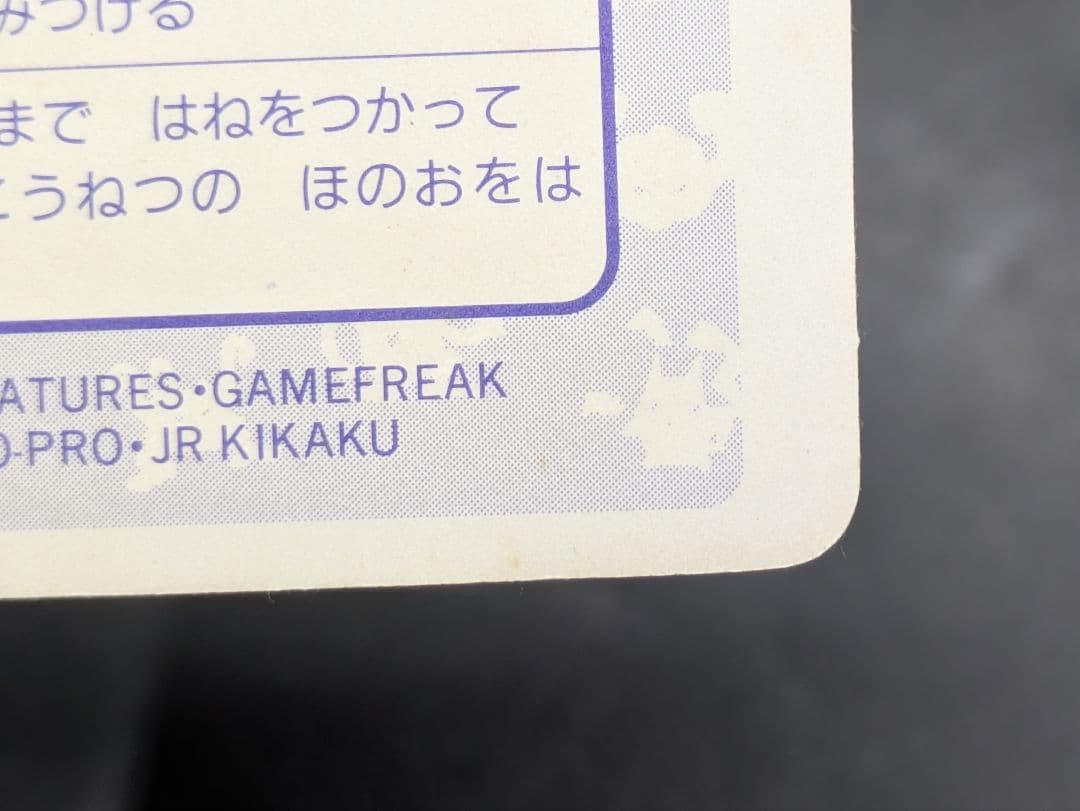 みつける
まで　はねをつかって
こうねつの　ほのおをは
ATURES・GAMEFREAK
O-PRO・JR KIKAKU